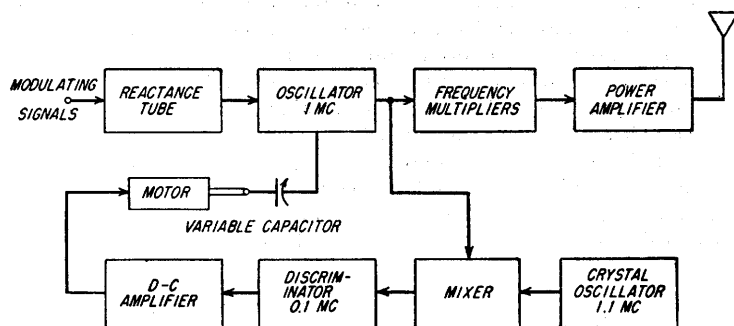 MODULATING
SIGNALS
REACTANCE
TUBE
OSCILLATOR
1 MC
FREQUENCY
MULTIPLIERS
POWER
AMPLIFIER
MOTOR
VARIABLE CAPACITOR
D-C
AMPLIFIER
DISCRIM-
INATOR
0.1 MC
MIXER
CRYSTAL
OSCILLATOR
1.1 MC